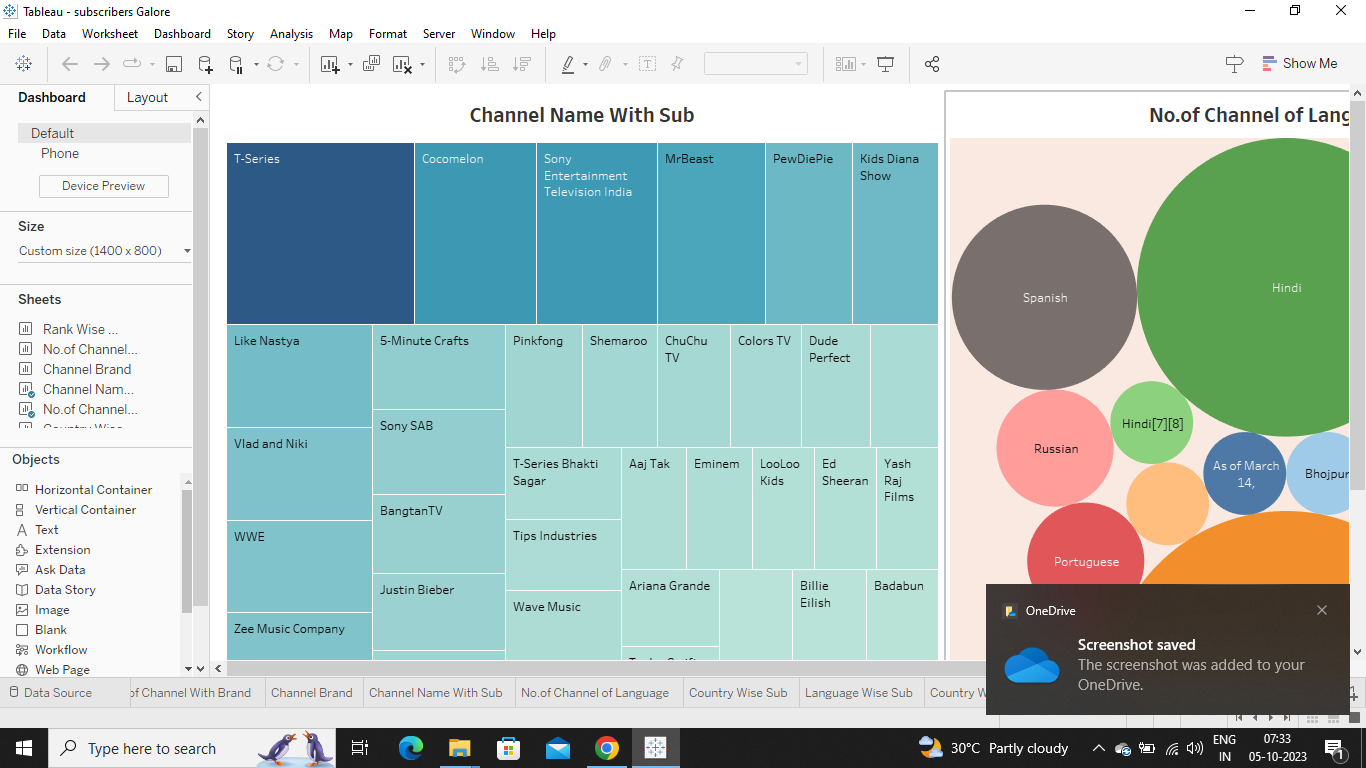 Tableau - subscribers Galore
File Data Worksheet Dashboard Story Analysis Map Format Server Window Help
Show Me
Dashboard
Layout
Default
Phone
Device Preview
Size
Custom size (1400 x 800)
Sheets
Rank Wise ...
No.of Channel...
Channel Brand
Channel Nam...
No.of Channel...
Country Wise
Objects
Horizontal Container
Vertical Container
Text
Extension
Ask Data
Data Story
Image
Blank
Workflow
Web Page
Channel Name With Sub
T-Series
Cocomelon
Sony
Entertainment
Television India
MrBeast
PewDiePie
Kids Diana
Show
Like Nastya
Vlad and Niki
WWE
Zee Music Company
5-Minute Crafts
Sony SAB
BangtanTV
Justin Bieber
Pinkfong
Shemaroo
ChuChu
TV
Colors TV
Dude
Perfect
T-Series Bhakti
Sagar
Tips Industries
Wave Music
Aaj Tak
Eminem
LooLoo
Kids
Ed
Sheeran
Yash
Raj
Films
Ariana Grande
Billie
Eilish
Badabun
No.of Channel of Lang
Spanish
Hindi
Russian
Hindi[7][8]
As of March
14,
Bhojpur
Portuguese
OneDrive
Screenshot saved
The screenshot was added to your
OneDrive.
Data Source
of Channel With Brand
Channel Brand
Channel Name With Sub
No.of Channel of Language
Country Wise Sub
Language Wise Sub
Country W
Type here to search
30°C Partly cloudy
ENG
IN
07:33
05-10-2023
1